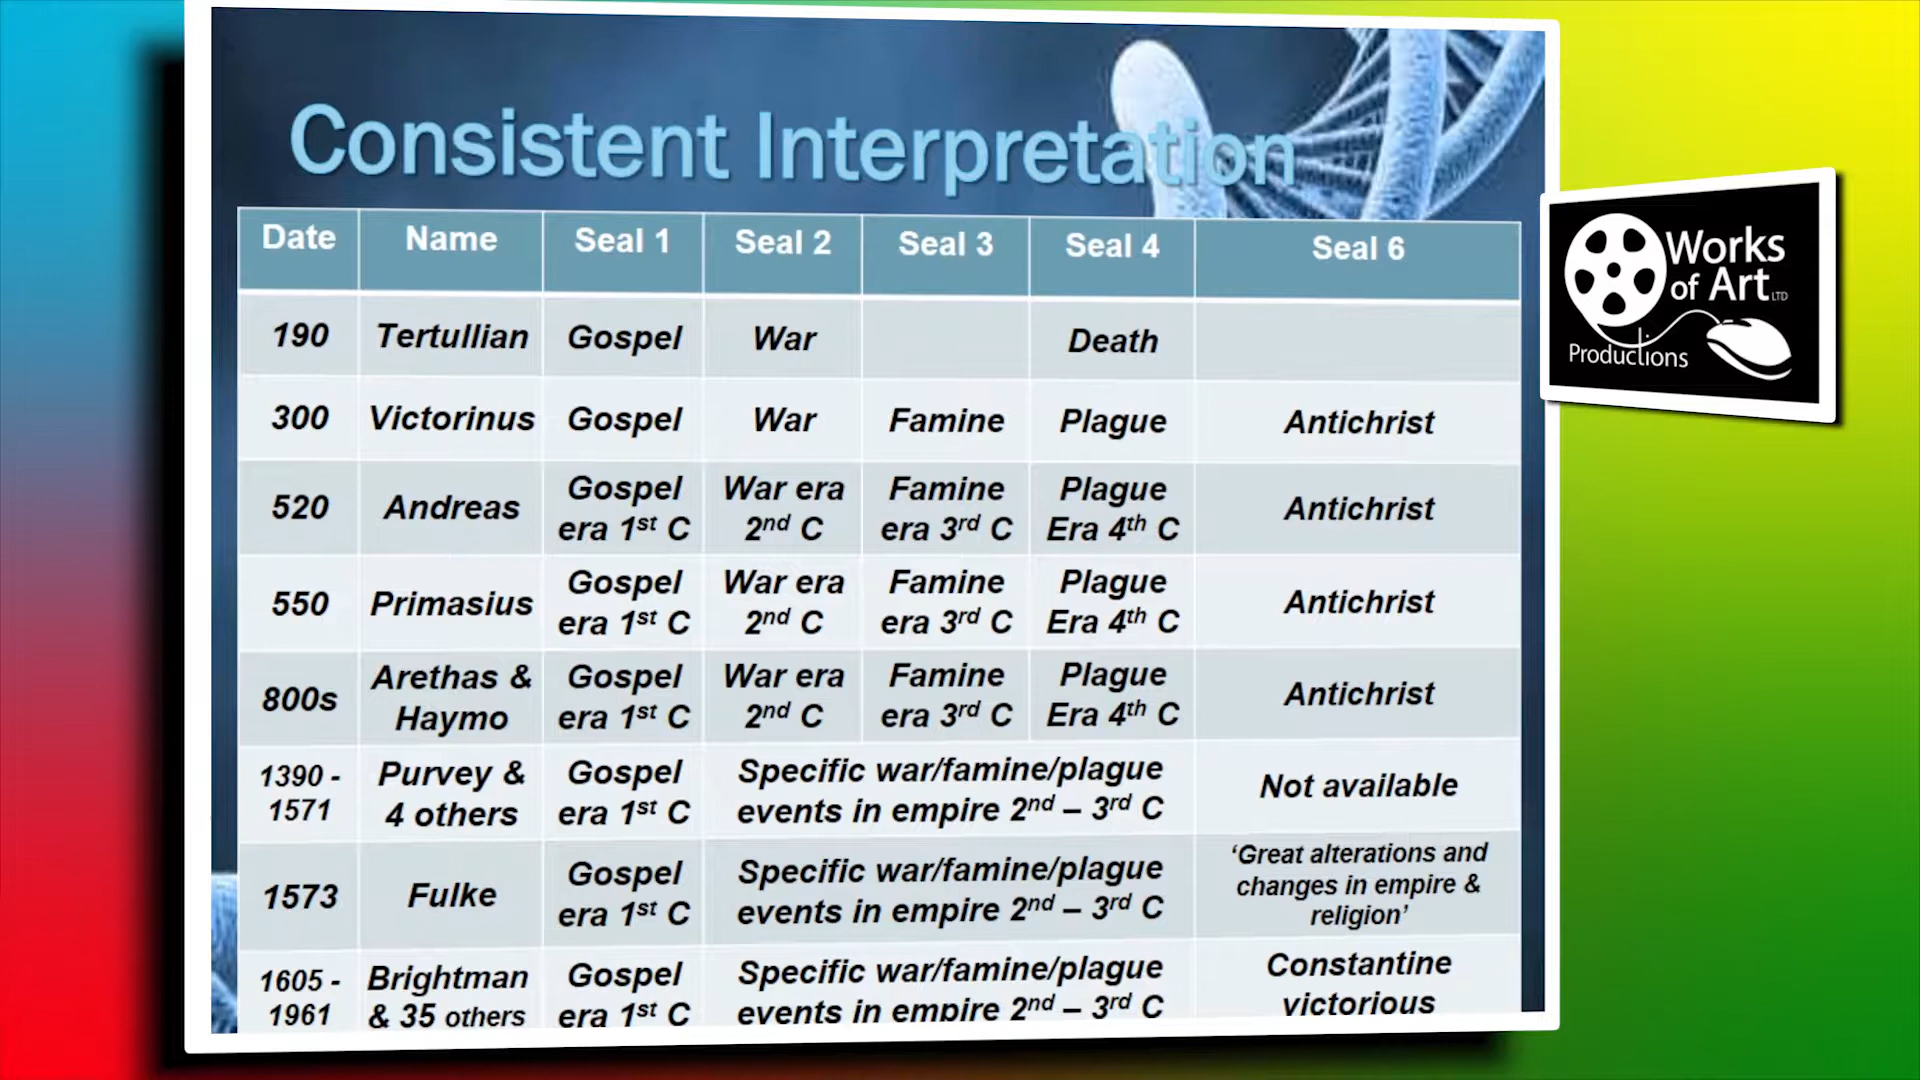 Consistent Interpretation
Date Name Seal 1 Seal 2 Seal 3 Seal 4 Seal 6
190 Tertullian Gospel War Death
300 Victorinus Gospel War Famine Plague Antichrist
520 Andreas Gospel era 1st C War era 2nd C Famine era 3rd C Plague Era 4th C Antichrist
550 Primasius Gospel era 1st C War era 2nd C Famine era 3rd C Plague Era 4th C Antichrist
800s Arethas & Haymo Gospel era 1st C War era 2nd C Famine era 3rd C Plague Era 4th C Antichrist
1390 - 1571 Purvey & 4 others Gospel era 1st C Specific war/famine/plague events in empire 2nd – 3rd C Not available
1573 Fulke Gospel era 1st C Specific war/famine/plague events in empire 2nd – 3rd C ‘Great alterations and changes in empire & religion’
1605 - 1961 Brightman & 35 others Gospel era 1st C Specific war/famine/plague events in empire 2nd – 3rd C Constantine victorious
Works
of Art LTD
Productions